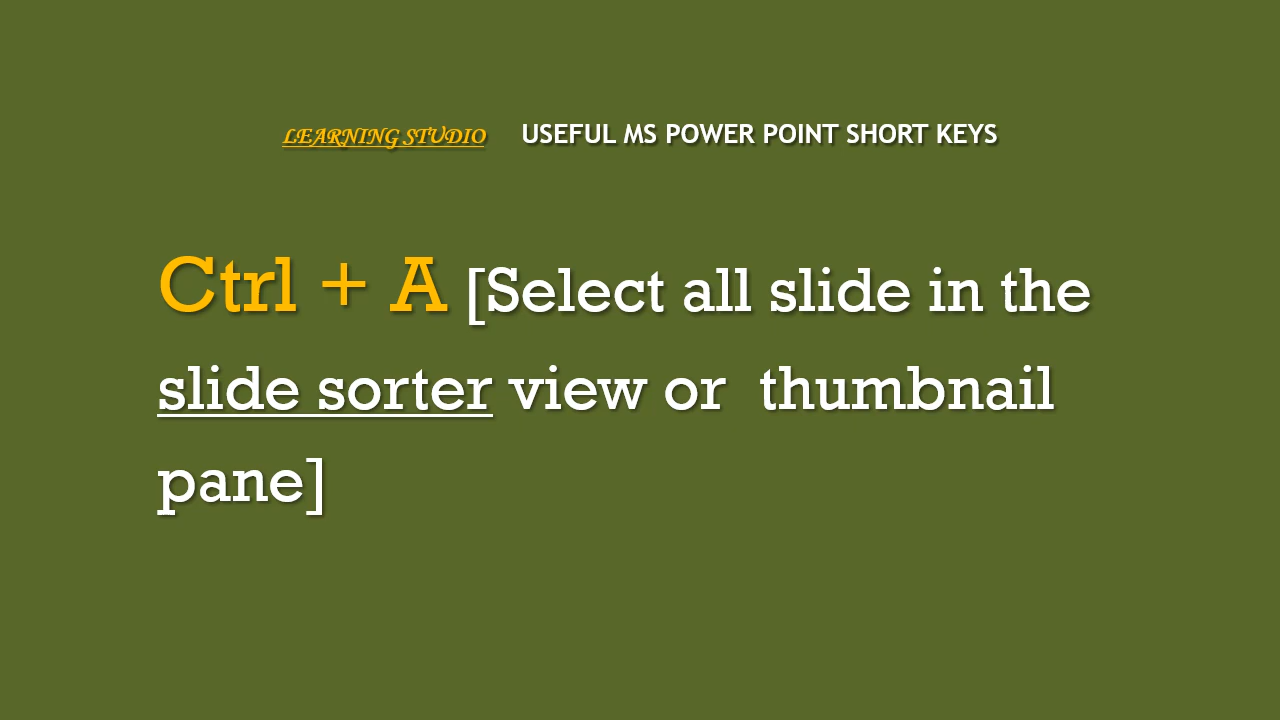 LEARNING STUDIO USEFUL MS POWER POINT SHORT KEYS
Ctrl + A [Select all slide in the
slide sorter view or thumbnail
pane]